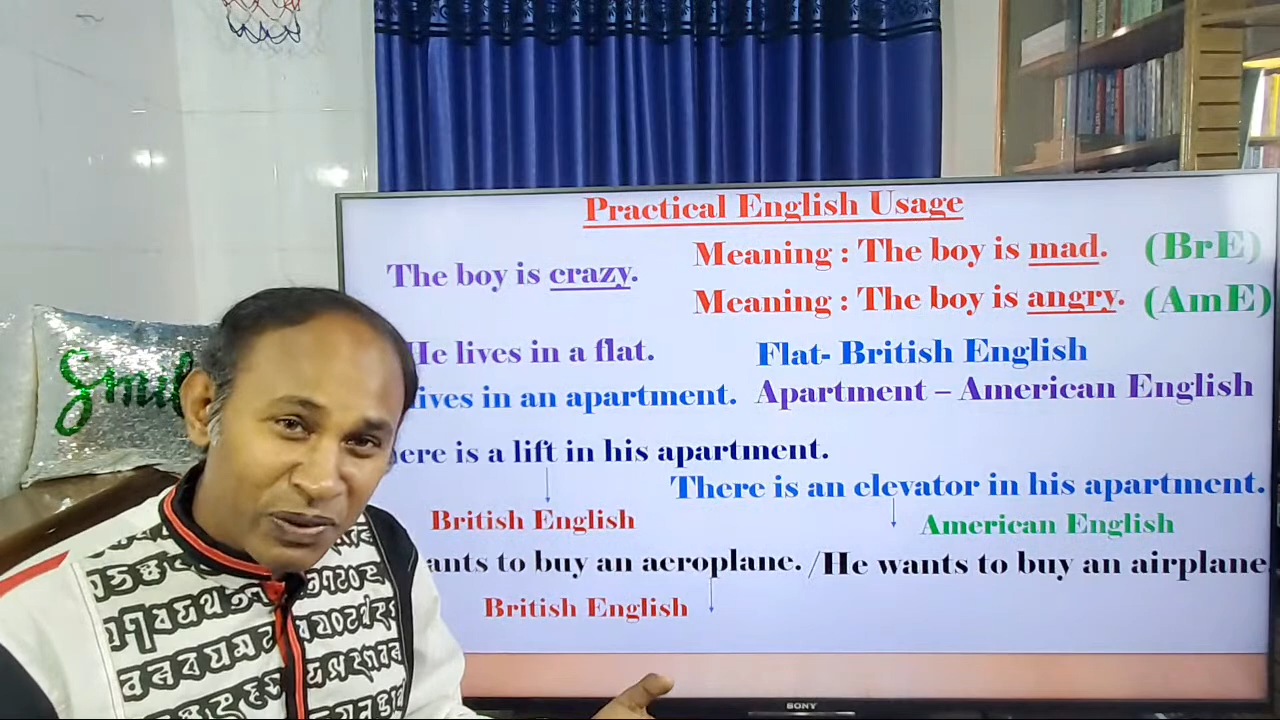 Practical English Usage
The boy is crazy.
Meaning : The boy is mad. (BrE)
Meaning : The boy is angry. (AmE)
He lives in a flat. Flat- British English
lives in an apartment. Apartment – American English
is a lift in his apartment.
There is an elevator in his apartment.
British English
American English
to buy an aeroplane. /He wants to buy an airplane
British English
SONY